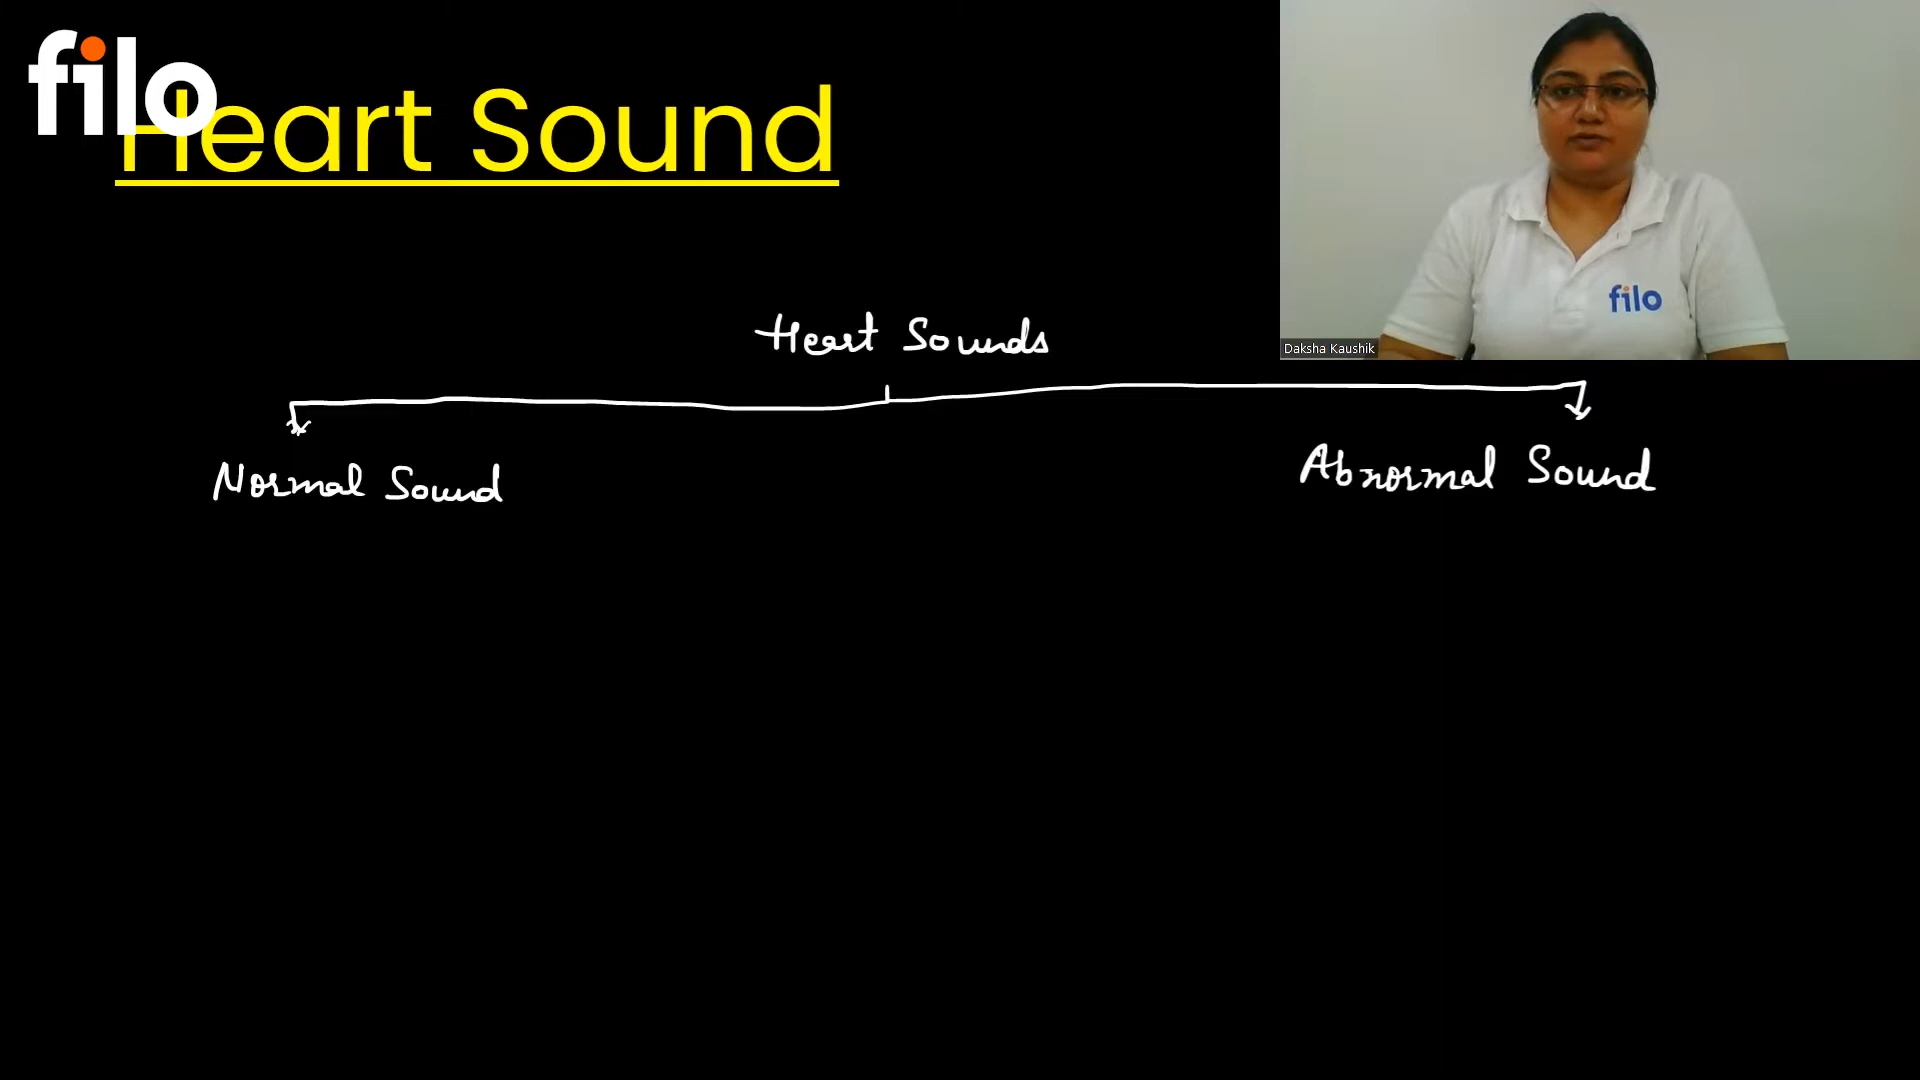 filo
Heart Sound
filo
Daksha Kaushik
Heart Sounds
Normal Sound
Abnormal Sound